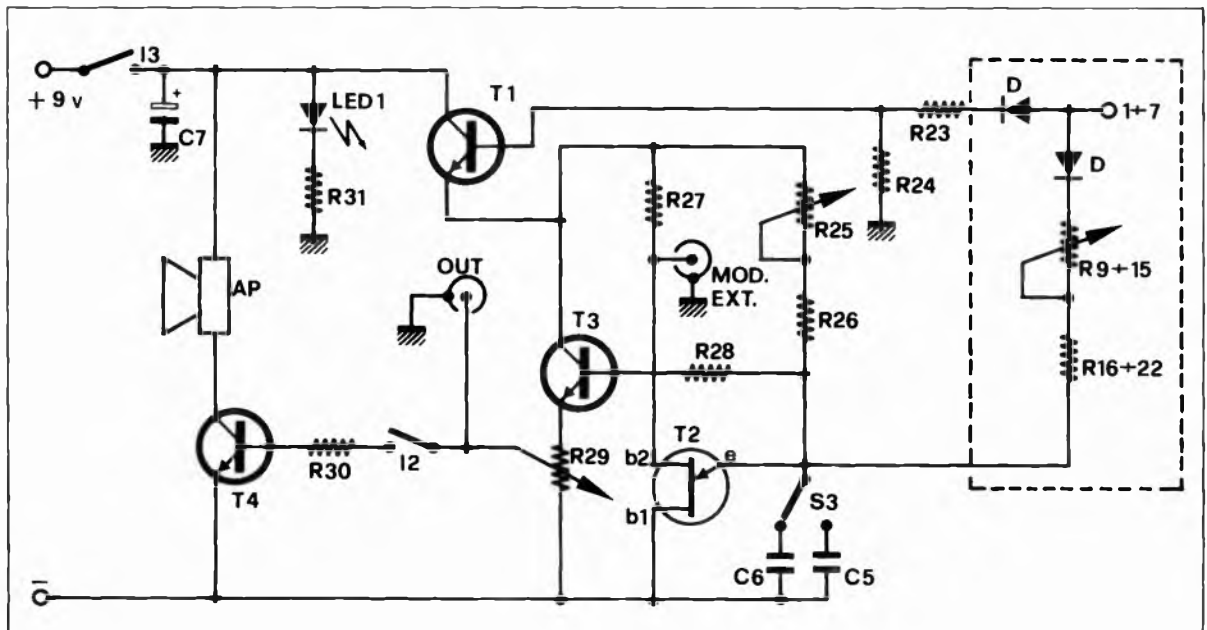 I3
+ 9 v
+
C7
LED1
R31
T1
D
1÷7
R23
R24
D
R27
R25
R 9÷15
MOD.
EXT.
OUT
AP
R26
T3
R28
R16÷22
T2
b2
e
R29
R30
I2
T4
b1
S3
C6
C5
−